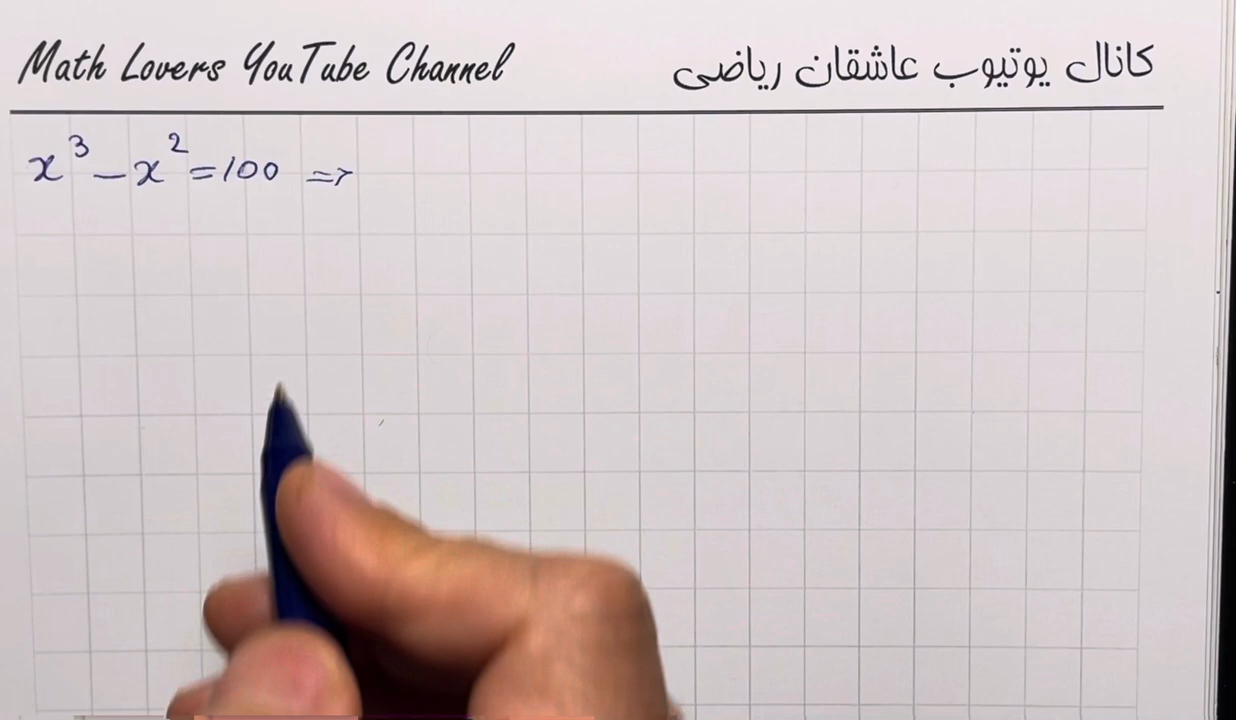 Math Lovers YouTube Channel
کانال یوتیوب عاشقان ریاضی
x³ - x² = 100 =>